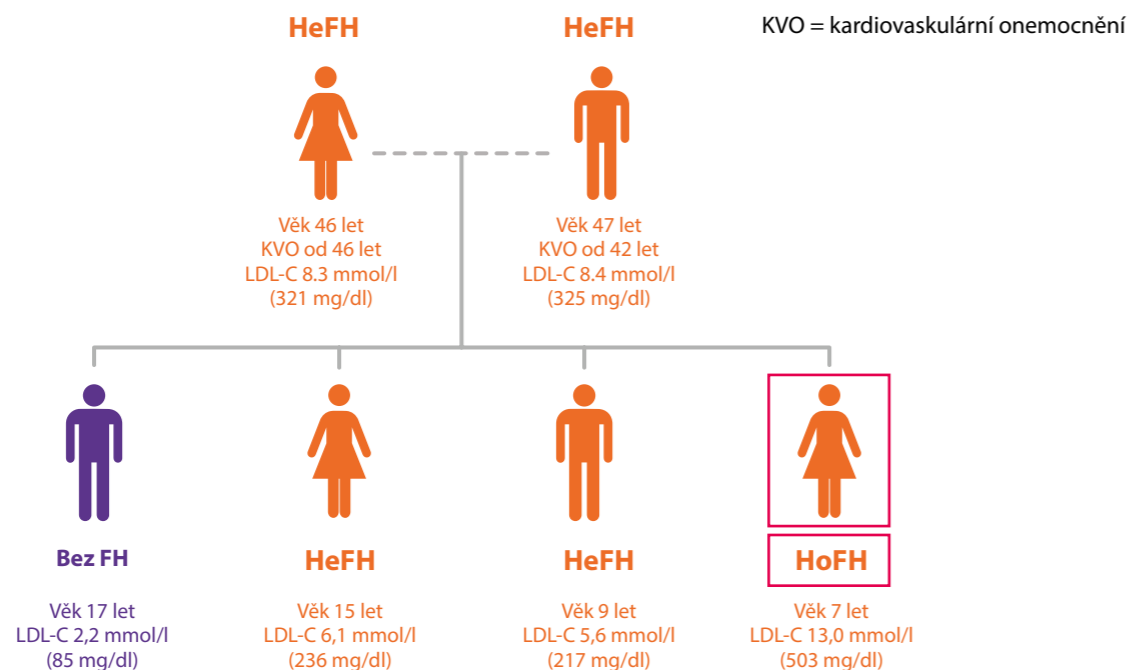 HeFH
HeFH
KVO = kardiovaskulární onemocnění
Věk 46 let
KVO od 46 let
LDL-C 8.3 mmol/l
(321 mg/dl)
Věk 47 let
KVO od 42 let
LDL-C 8.4 mmol/l
(325 mg/dl)
Bez FH
Věk 17 let
LDL-C 2,2 mmol/l
(85 mg/dl)
HeFH
Věk 15 let
LDL-C 6,1 mmol/l
(236 mg/dl)
HeFH
Věk 9 let
LDL-C 5,6 mmol/l
(217 mg/dl)
HoFH
Věk 7 let
LDL-C 13,0 mmol/l
(503 mg/dl)